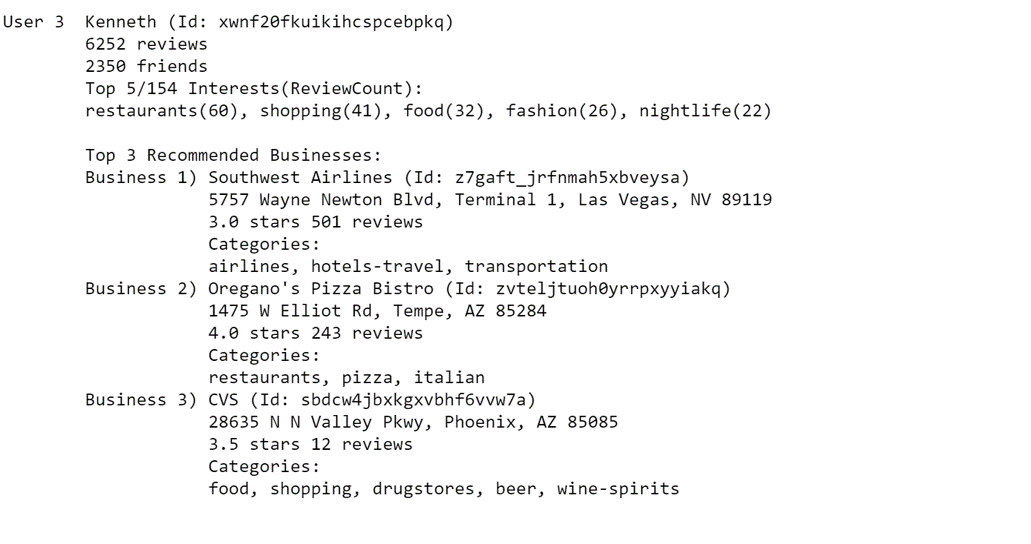 User 3  Kenneth (Id: xwnf20fkuikihcspcebpkq)
6252 reviews
2350 friends
Top 5/154 Interests(ReviewCount):
restaurants(60), shopping(41), food(32), fashion(26), nightlife(22)
Top 3 Recommended Businesses:
Business 1) Southwest Airlines (Id: z7gaft_jrfnmah5xbveysa)
5757 Wayne Newton Blvd, Terminal 1, Las Vegas, NV 89119
3.0 stars 501 reviews
Categories:
airlines, hotels-travel, transportation
Business 2) Oregano's Pizza Bistro (Id: zvteljtuoh0yrrpxyyiakq)
1475 W Elliot Rd, Tempe, AZ 85284
4.0 stars 243 reviews
Categories:
restaurants, pizza, italian
Business 3) CVS (Id: sbdcw4jbxkgxvbhf6vvw7a)
28635 N N Valley Pkwy, Phoenix, AZ 85085
3.5 stars 12 reviews
Categories:
food, shopping, drugstores, beer, wine-spirits